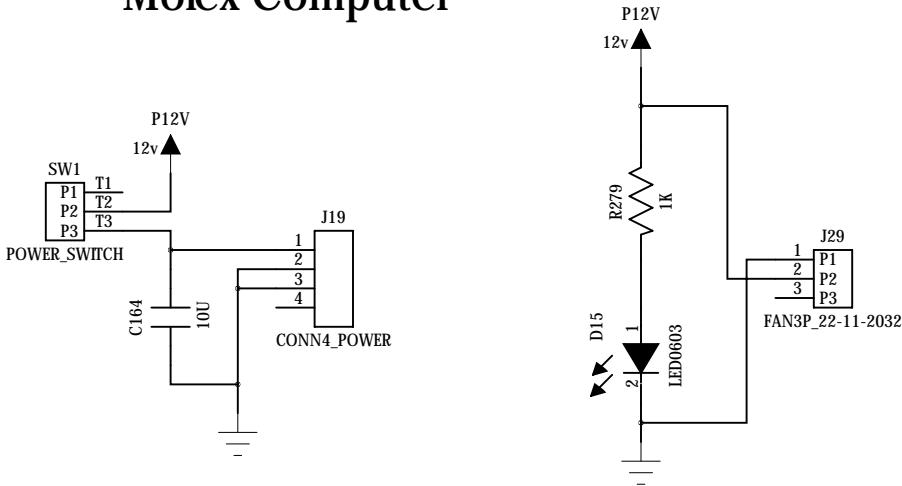 Molex Computer
P12V
12v
SW1
P1 T1
P2 T2
P3 T3
POWER_SWITCH
C164
10U
J19
1
2
3
4
CONN4_POWER
P12V
12v
R279
1K
D15
1
2
LED0603
J29
1 P1
2 P2
3 P3
FAN3P_22-11-2032